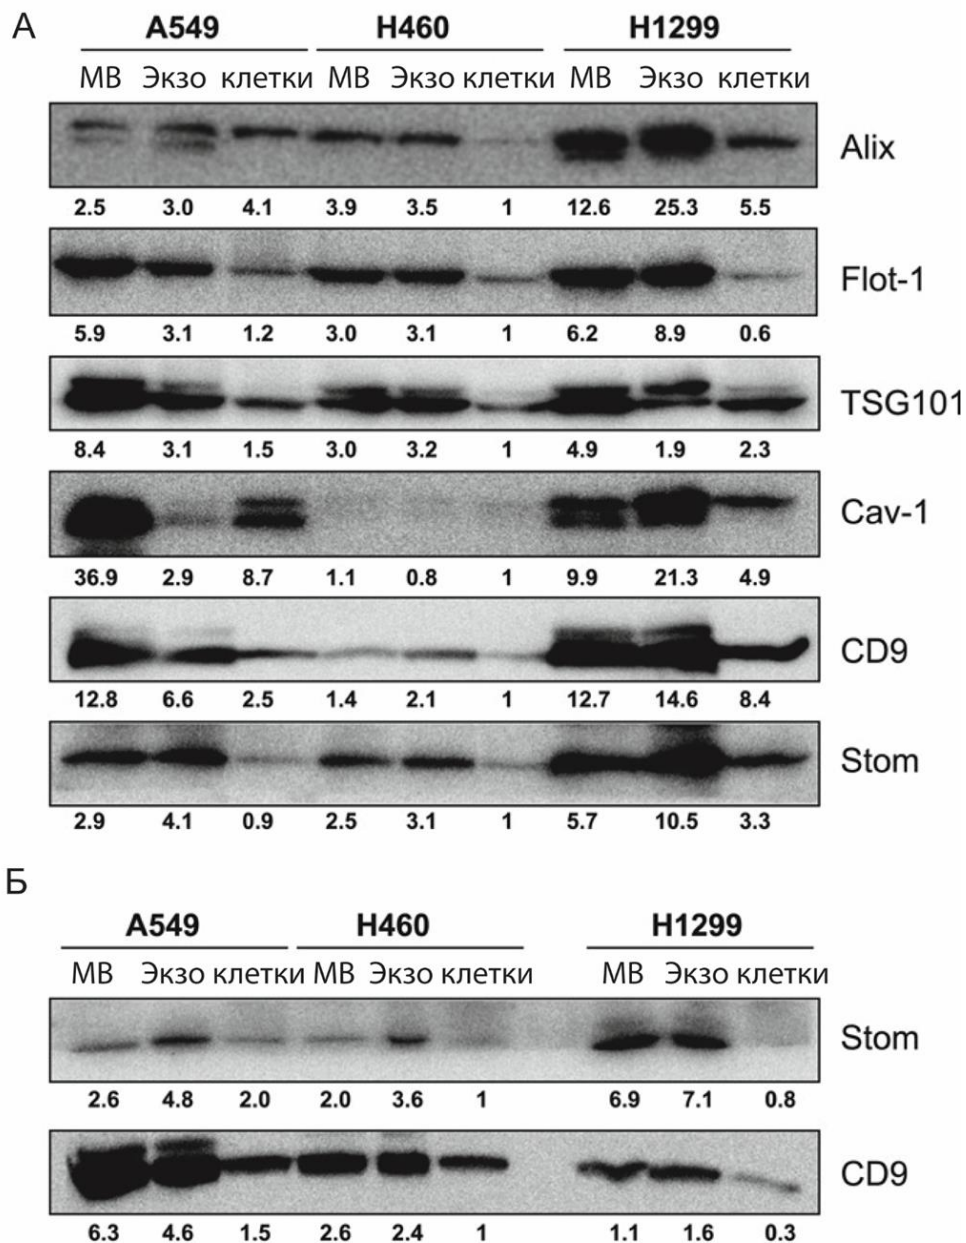 А
A549 H460 H1299
МВ Экзо клетки МВ Экзо клетки МВ Экзо клетки
Alix
2.5 3.0 4.1 3.9 3.5 1 12.6 25.3 5.5
Flot-1
5.9 3.1 1.2 3.0 3.1 1 6.2 8.9 0.6
TSG101
8.4 3.1 1.5 3.0 3.2 1 4.9 1.9 2.3
Cav-1
36.9 2.9 8.7 1.1 0.8 1 9.9 21.3 4.9
CD9
12.8 6.6 2.5 1.4 2.1 1 12.7 14.6 8.4
Stom
2.9 4.1 0.9 2.5 3.1 1 5.7 10.5 3.3
Б
A549 H460 H1299
МВ Экзо клетки МВ Экзо клетки МВ Экзо клетки
Stom
2.6 4.8 2.0 2.0 3.6 1 6.9 7.1 0.8
CD9
6.3 4.6 1.5 2.6 2.4 1 1.1 1.6 0.3